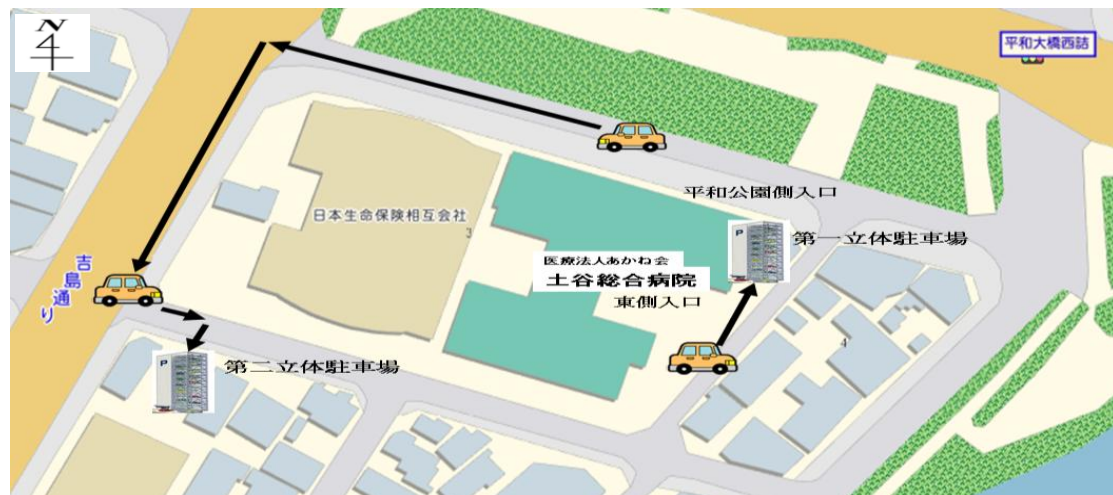 N
平和大橋西詰
平和公園側入口
日本生命保険相互会社
3
第一立体駐車場
医療法人あかね会
土谷総合病院
東側入口
吉島通り
4
P
P
第二立体駐車場